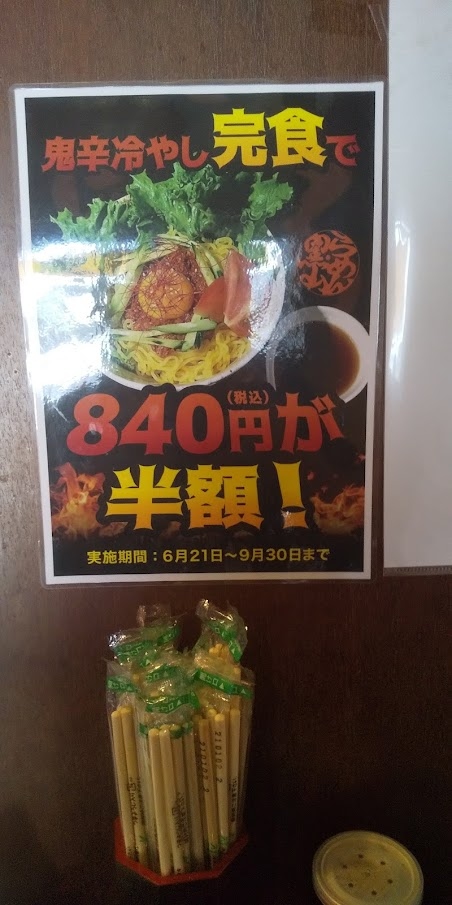 鬼辛冷やし完食で
840円(税込)が
半額！
実施期間：6月21日〜9月30日まで